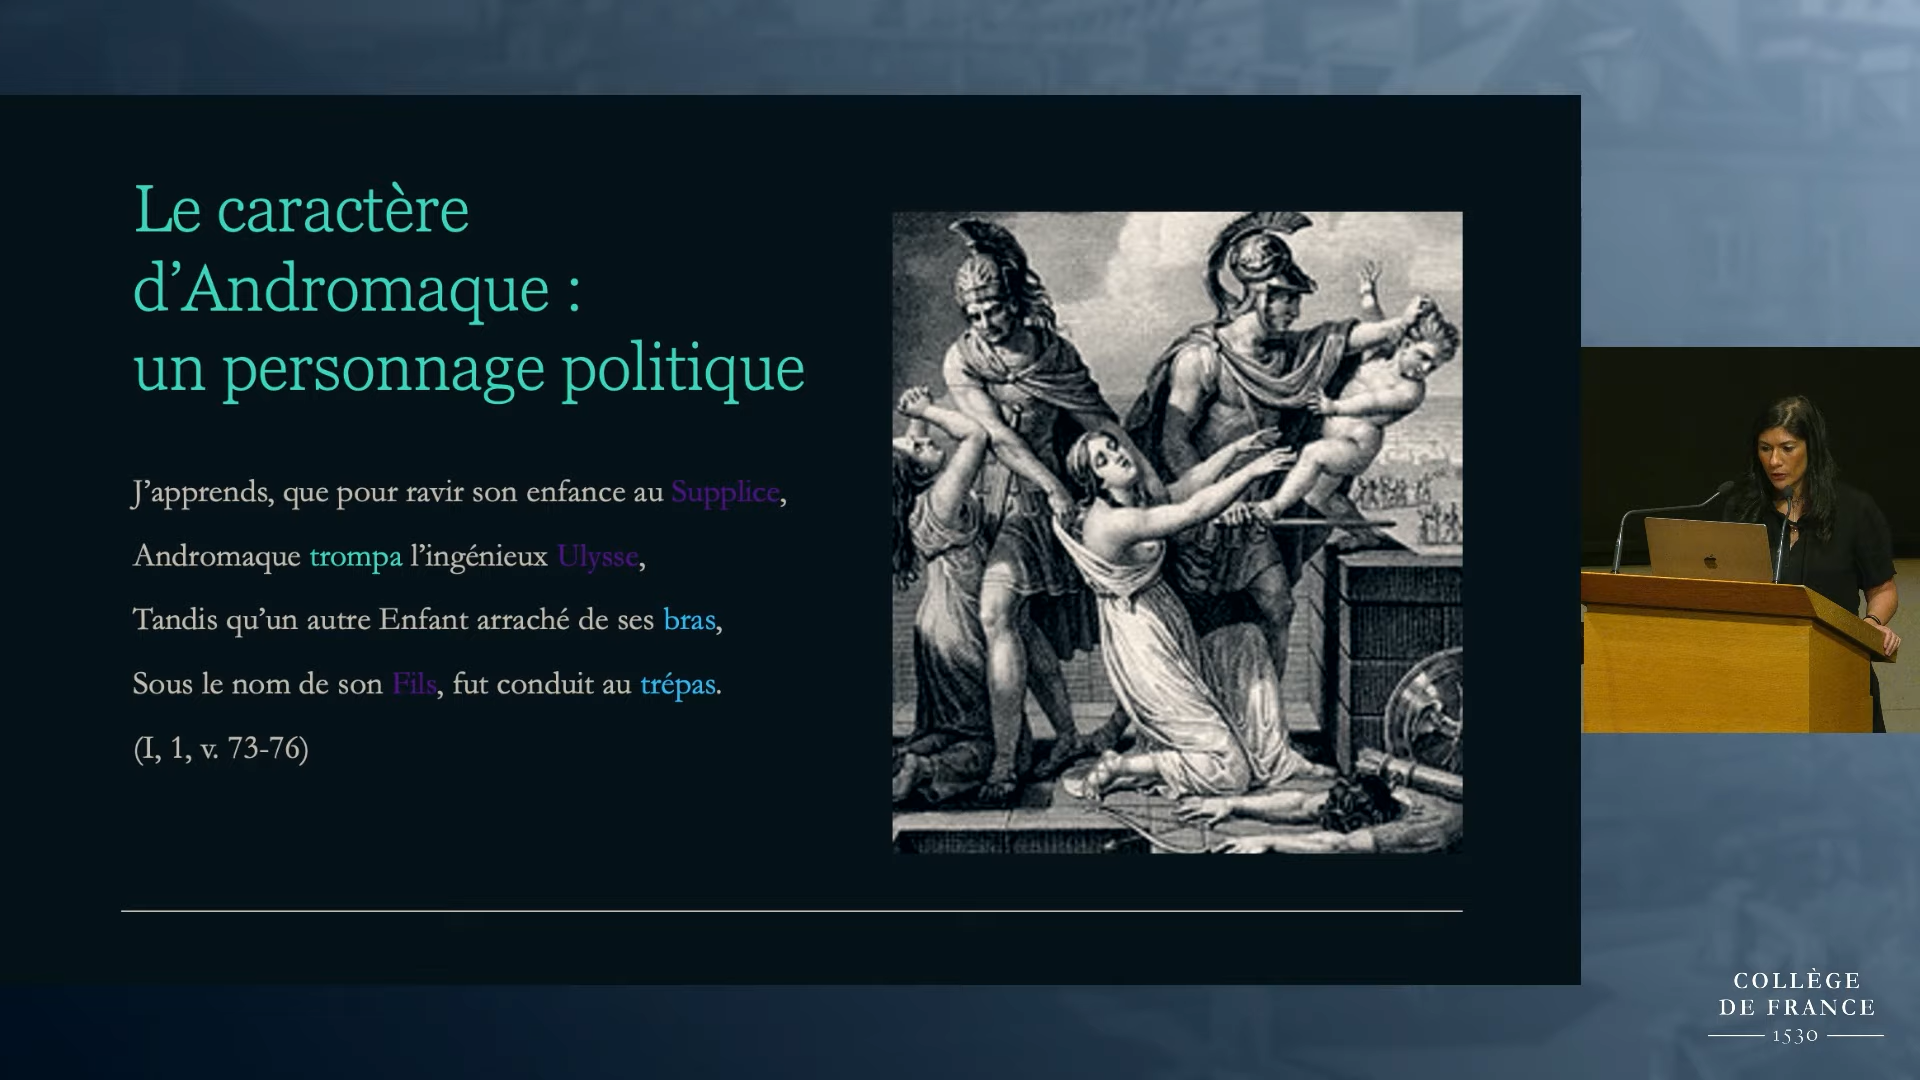 Le caractère
d’Andromaque :
un personnage politique
J’apprends, que pour ravir son enfance au Supplice,
Andromaque trompa l’ingénieux Ulysse,
Tandis qu’un autre Enfant arraché de ses bras,
Sous le nom de son Fils, fut conduit au trépas.
(I, 1, v. 73-76)
COLLÈGE
DE FRANCE
1530